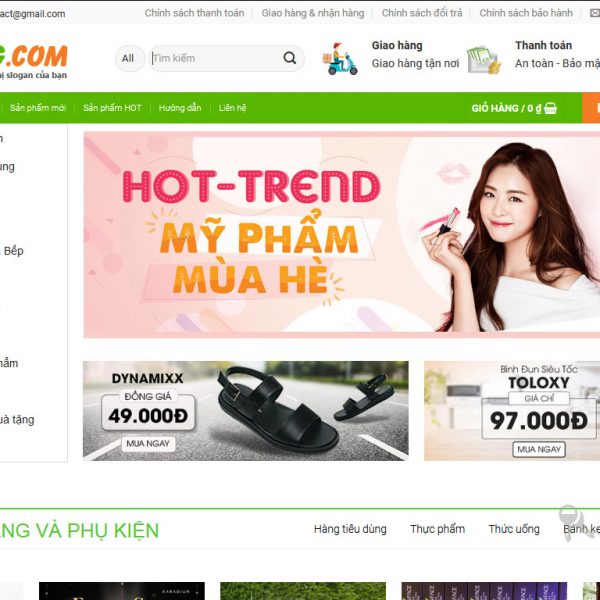 act@gmail.com Chính sách thanh toán Giao hàng & nhận hàng Chính sách đổi trả Chính sách bảo hành
.COM
ị slogan của bạn
All
Tìm kiếm
Giao hàng
Giao hàng tận nơi
Thanh toán
An toàn - Bảo mậ
Sản phẩm mới Sản phẩm HOT Hướng dẫn Liên hệ GIỎ HÀNG / 0 ₫
ung
Bếp
hẩm
uà tặng
HOT-TREND
MỸ PHẨM
MÙA HÈ
DYNAMIXX
ĐỒNG GIÁ
49.000Đ
MUA NGAY
Bình Đun Siêu Tốc
TOLOXY
GIÁ CHỈ
97.000Đ
MUA NGAY
NG VÀ PHỤ KIỆN Hàng tiêu dùng Thực phẩm Thức uống Bánh kẹ
KARADIUM